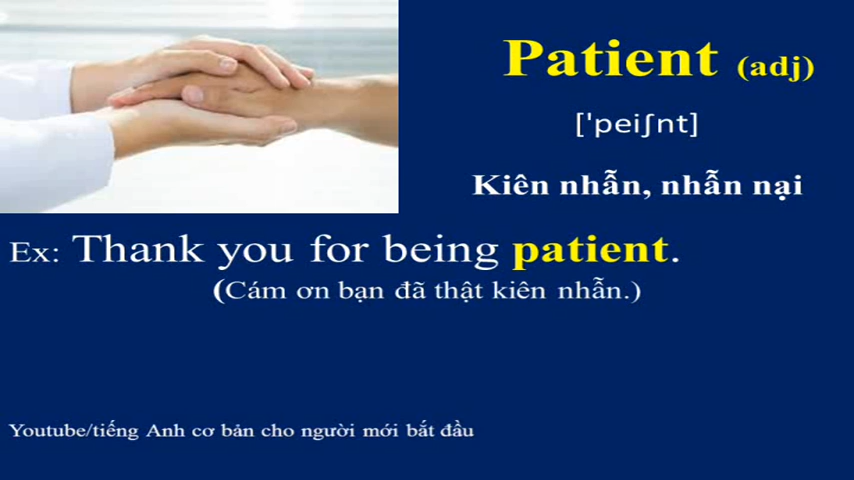 Patient (adj)
['peiʃnt]
Kiên nhẫn, nhẫn nại
Ex: Thank you for being patient.
(Cám ơn bạn đã thật kiên nhẫn.)
Youtube/tiếng Anh cơ bản cho người mới bắt đầu